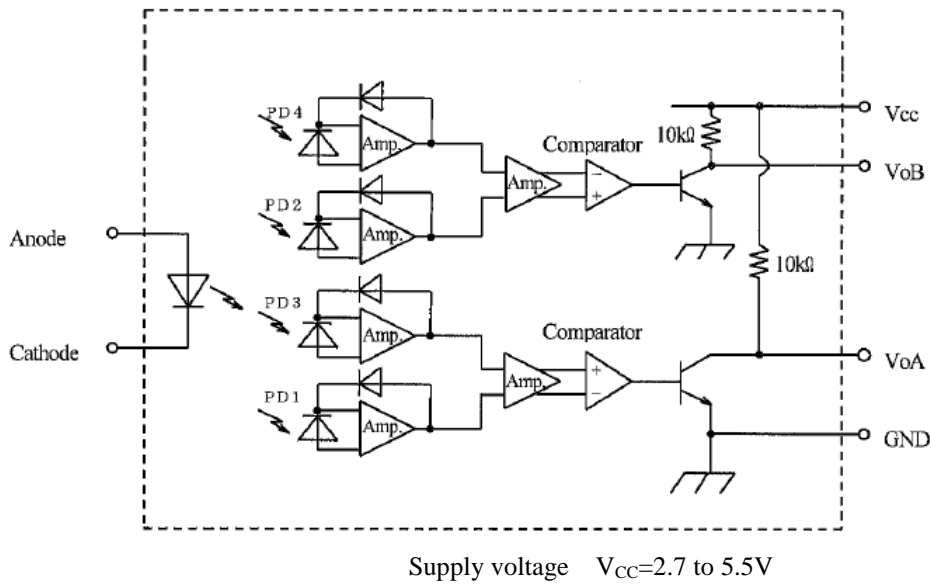 PD4
Amp.
Comparator
10kΩ
Vcc
−
+
Amp.
VoB
PD2
Amp.
Anode
10kΩ
PD3
Amp.
Comparator
Cathode
+
−
Amp.
VoA
PD1
Amp.
GND
Supply voltage VCC=2.7 to 5.5V